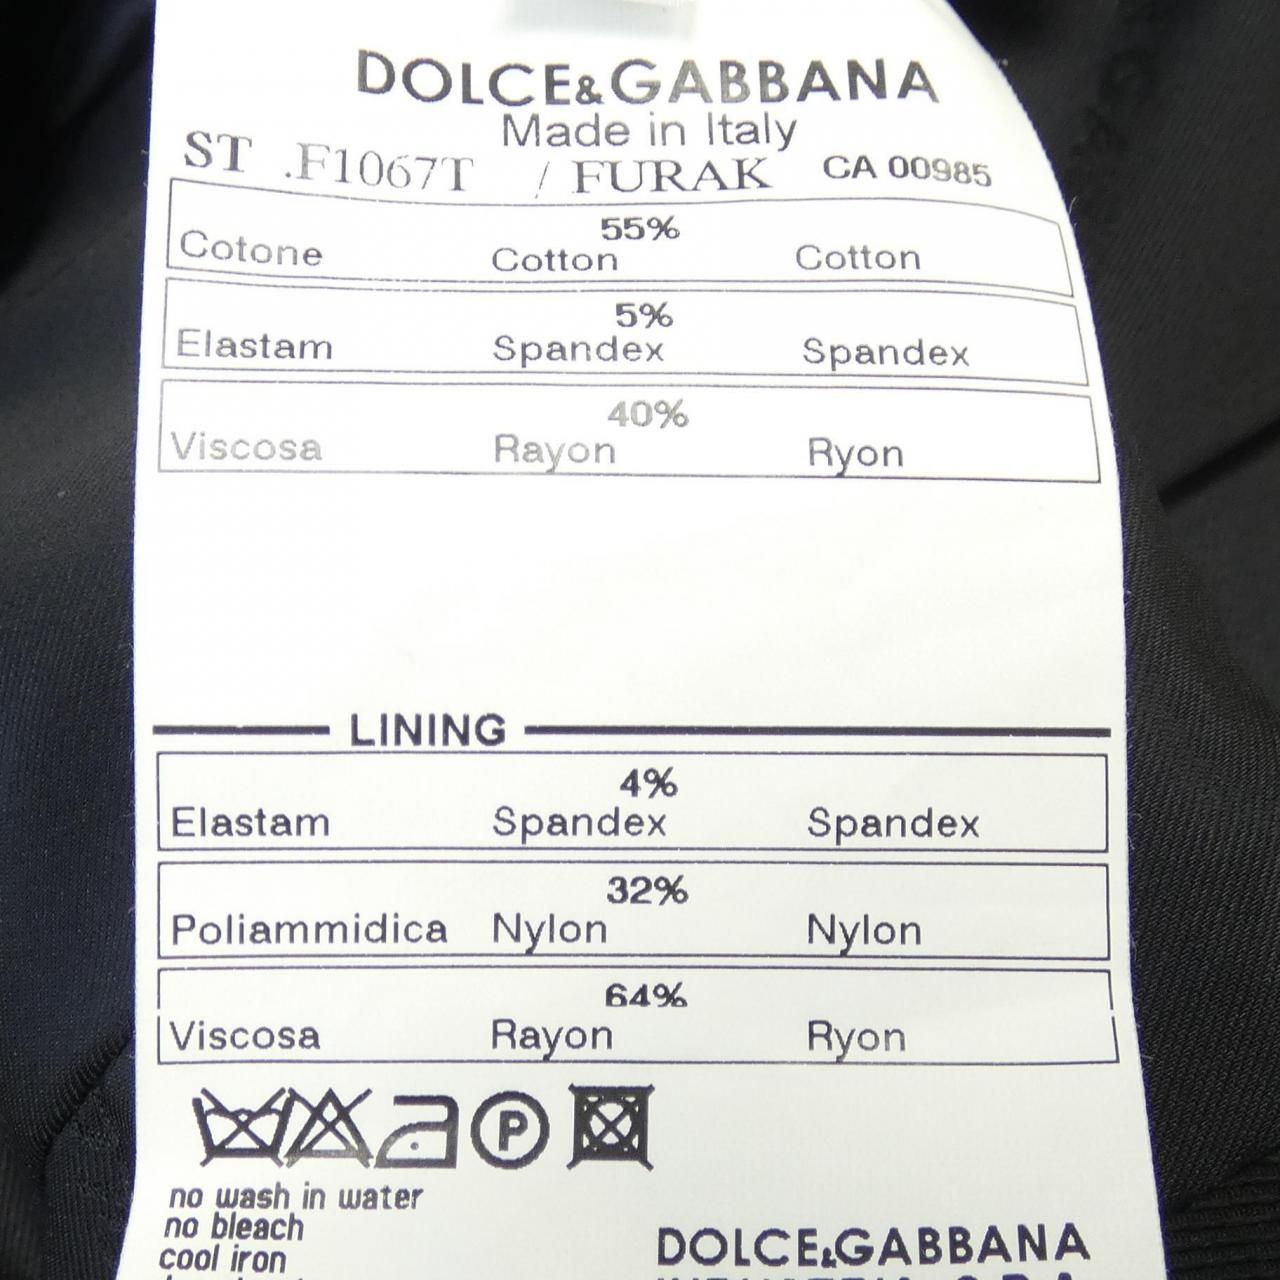 DOLCE&GABBANA
Made in Italy
ST .F1067T / FURAK CA 00985
55%
Cotone Cotton Cotton
5%
Elastam Spandex Spandex
40%
Viscosa Rayon Ryon
LINING
4%
Elastam Spandex Spandex
32%
Poliammidica Nylon Nylon
64%
Viscosa Rayon Ryon
P
no wash in water
no bleach
cool iron
DOLCE&GABBANA